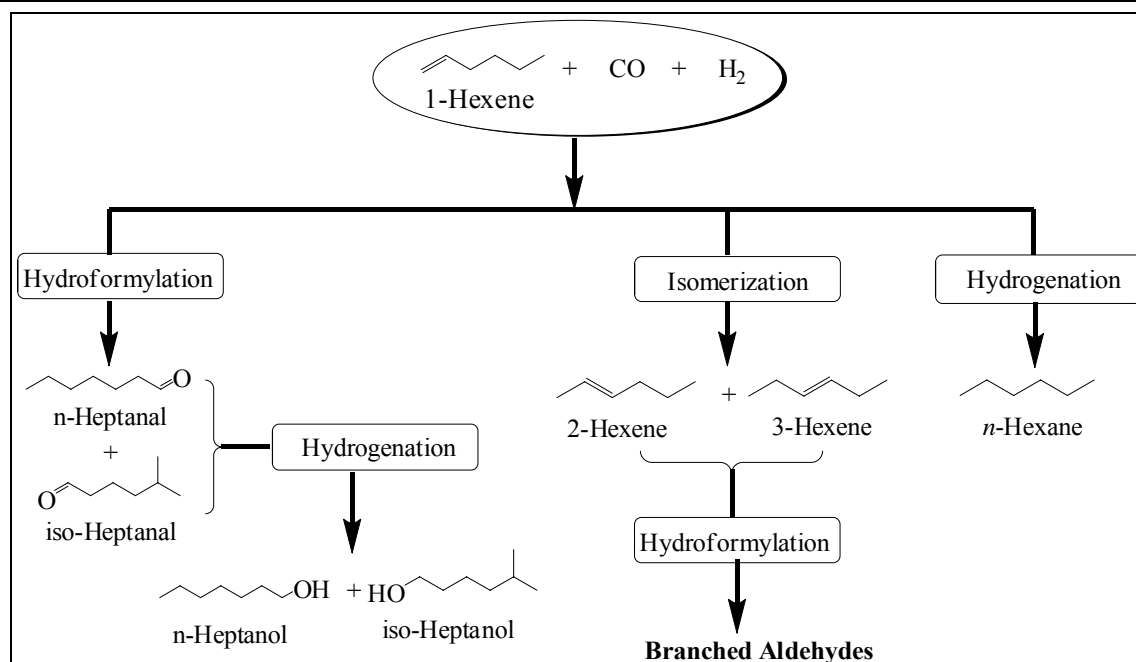 + CO + H2
1-Hexene
Hydroformylation
Isomerization
Hydrogenation
O
n-Heptanal
+
O
iso-Heptanal
Hydrogenation
OH + HO
n-Heptanol
iso-Heptanol
+
2-Hexene
3-Hexene
n-Hexane
Hydroformylation
Branched Aldehydes